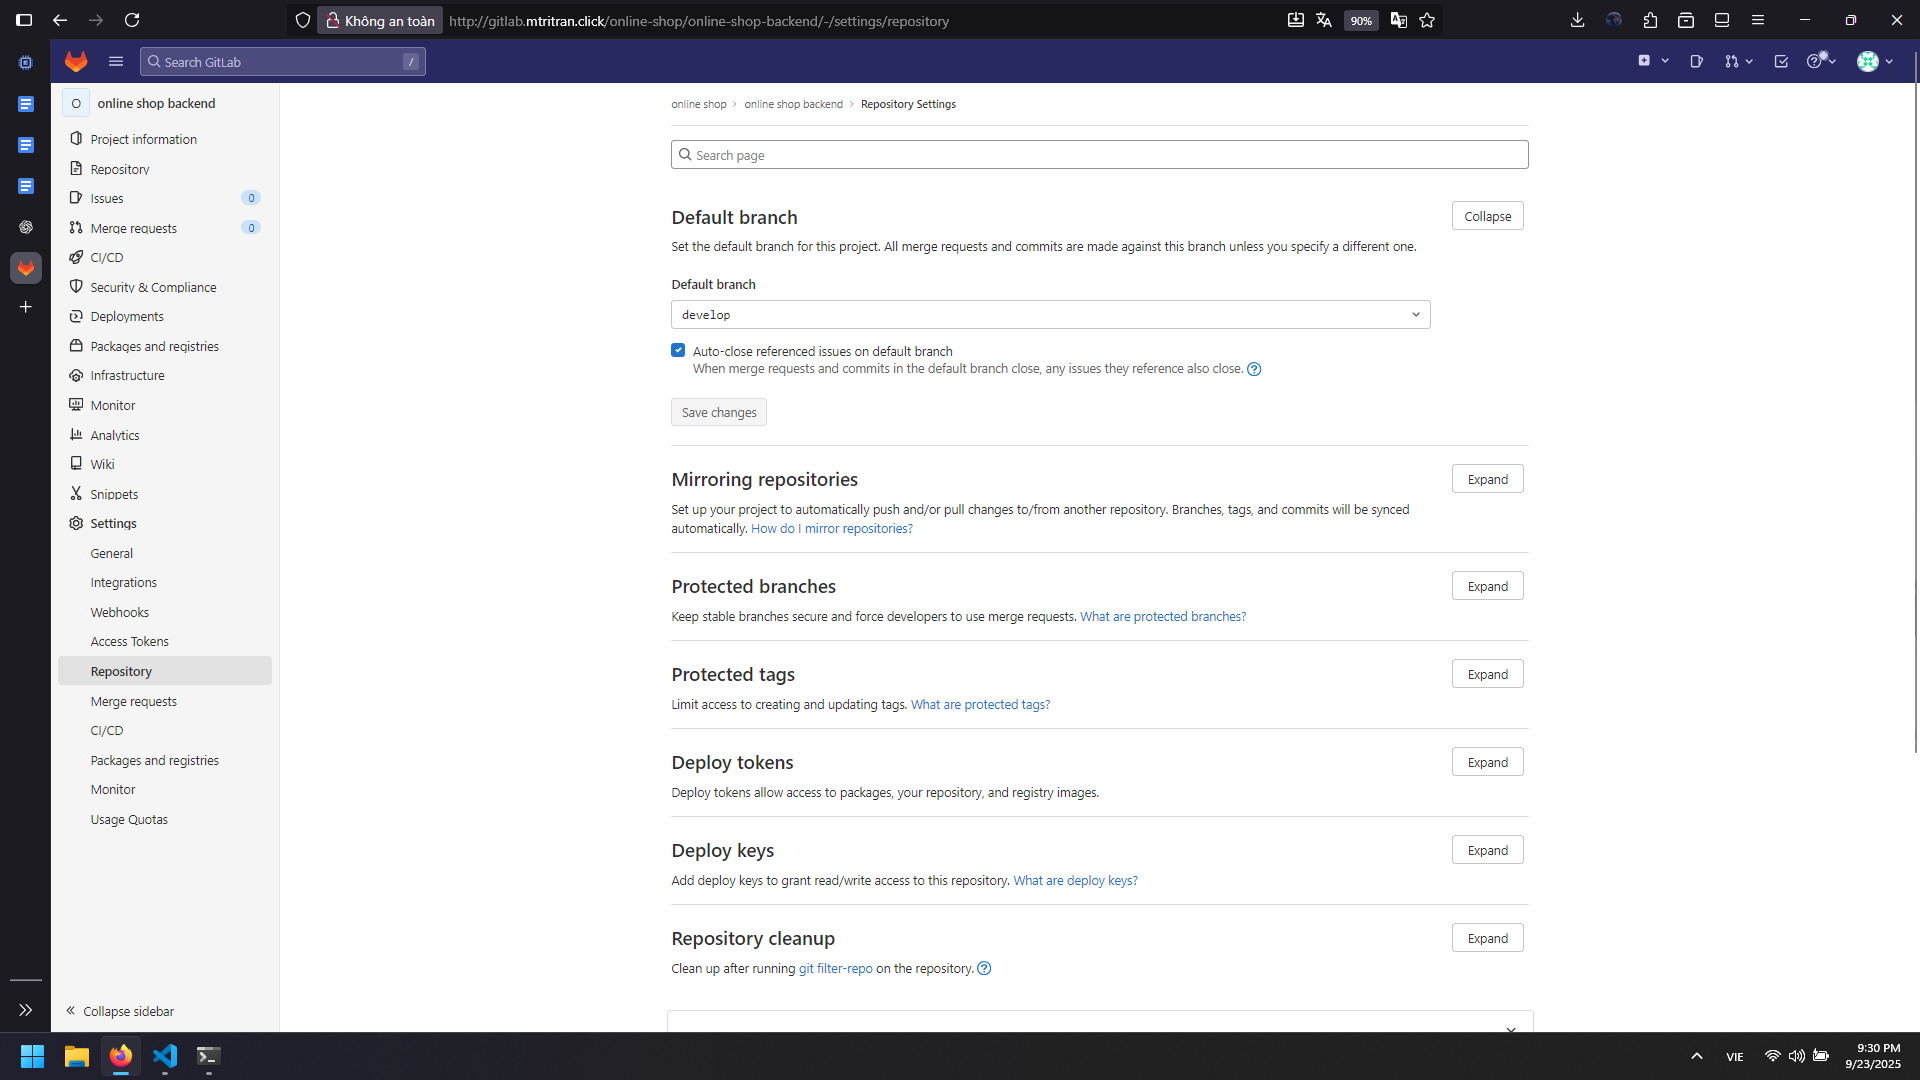 Không an toàn
http://gitlab.mtritran.click/online-shop/online-shop-backend/-/settings/repository
90%
Search GitLab
/
O
online shop backend
Project information
Repository
Issues
0
Merge requests
0
CI/CD
Security & Compliance
Deployments
Packages and registries
Infrastructure
Monitor
Analytics
Wiki
Snippets
Settings
General
Integrations
Webhooks
Access Tokens
Repository
Merge requests
CI/CD
Packages and registries
Monitor
Usage Quotas
Collapse sidebar
online shop
online shop backend
Repository Settings
Search page
Default branch
Collapse
Set the default branch for this project. All merge requests and commits are made against this branch unless you specify a different one.
Default branch
develop
Auto-close referenced issues on default branch
When merge requests and commits in the default branch close, any issues they reference also close.
Save changes
Mirroring repositories
Expand
Set up your project to automatically push and/or pull changes to/from another repository. Branches, tags, and commits will be synced
automatically. How do I mirror repositories?
Protected branches
Expand
Keep stable branches secure and force developers to use merge requests. What are protected branches?
Protected tags
Expand
Limit access to creating and updating tags. What are protected tags?
Deploy tokens
Expand
Deploy tokens allow access to packages, your repository, and registry images.
Deploy keys
Expand
Add deploy keys to grant read/write access to this repository. What are deploy keys?
Repository cleanup
Expand
Clean up after running git filter-repo on the repository.
VIE
9:30 PM
9/23/2025